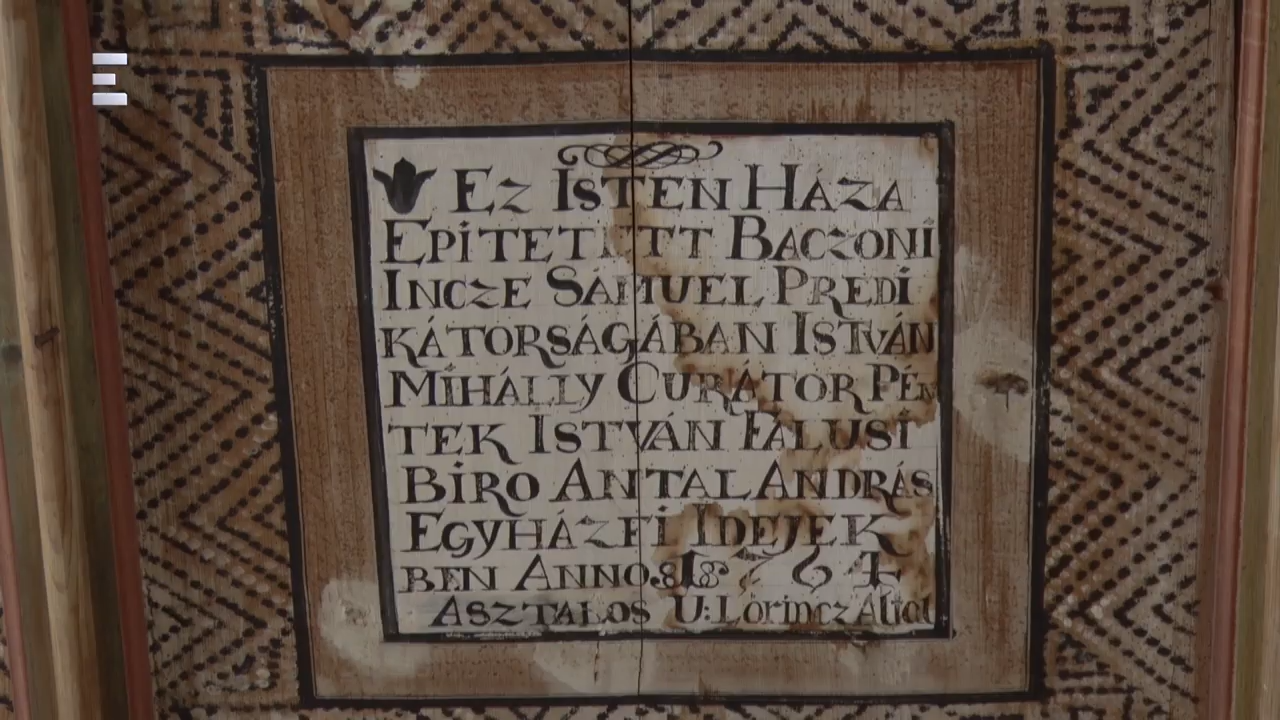 EZ ISTEN HÁZA
EPiTETETT BACZONi
INCZE SÁMUEL PREDi
KÁTORSÁGÁBAN ISTVÁN
MiHÁLLY CURÁTOR PÉN
TEK ISTVÁN FALUSi
BiRO ANTAL ANDRÁS
EGYHÁZFi IDEJEK
BEN ANNO
ASZTALOS U: Lőrincz